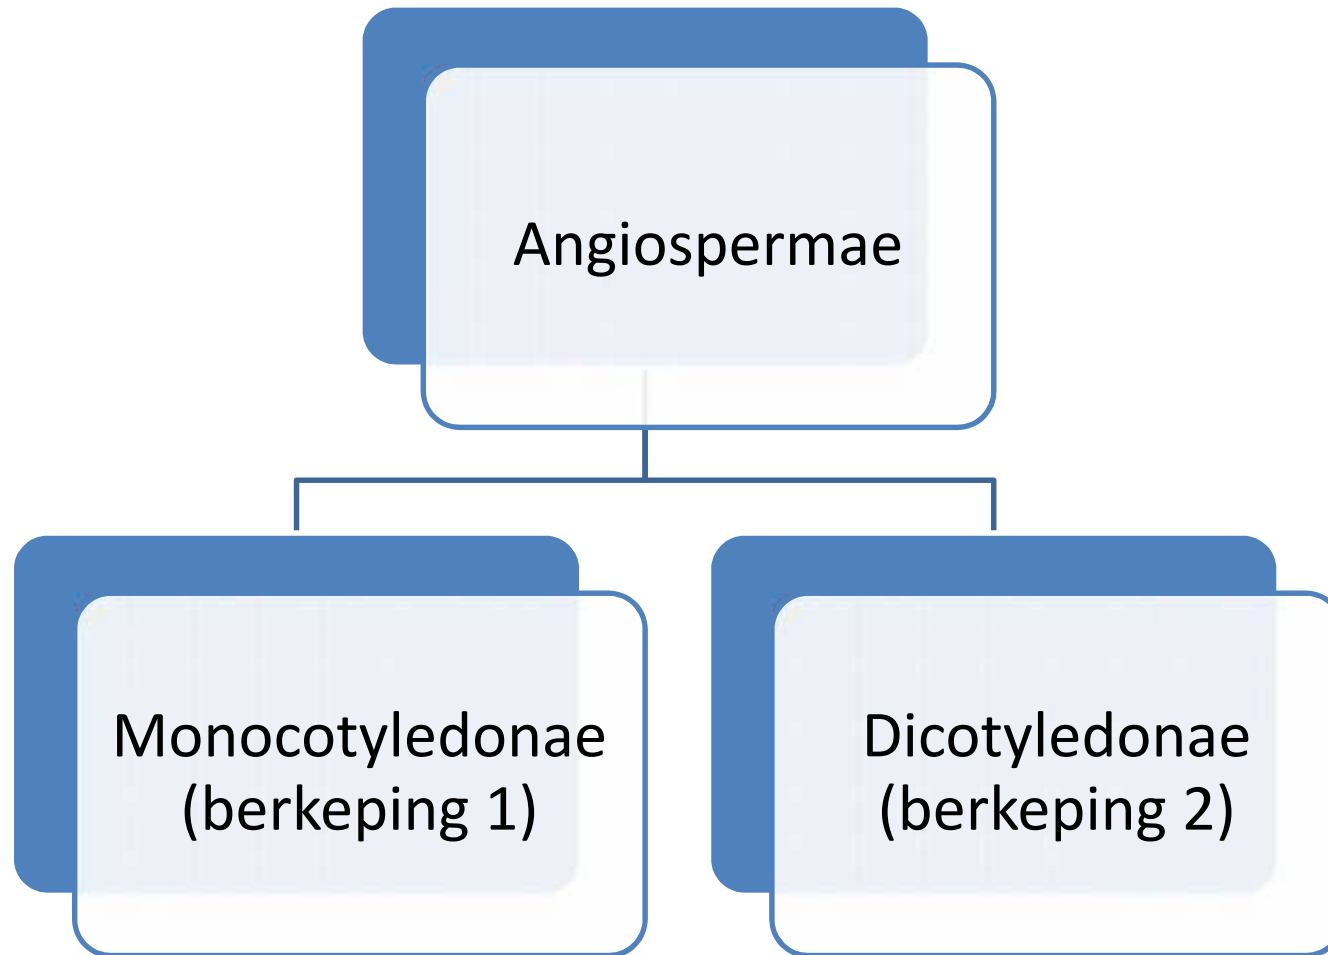 Angiospermae
Monocotyledonae
(berkeping 1)
Dicotyledonae
(berkeping 2)